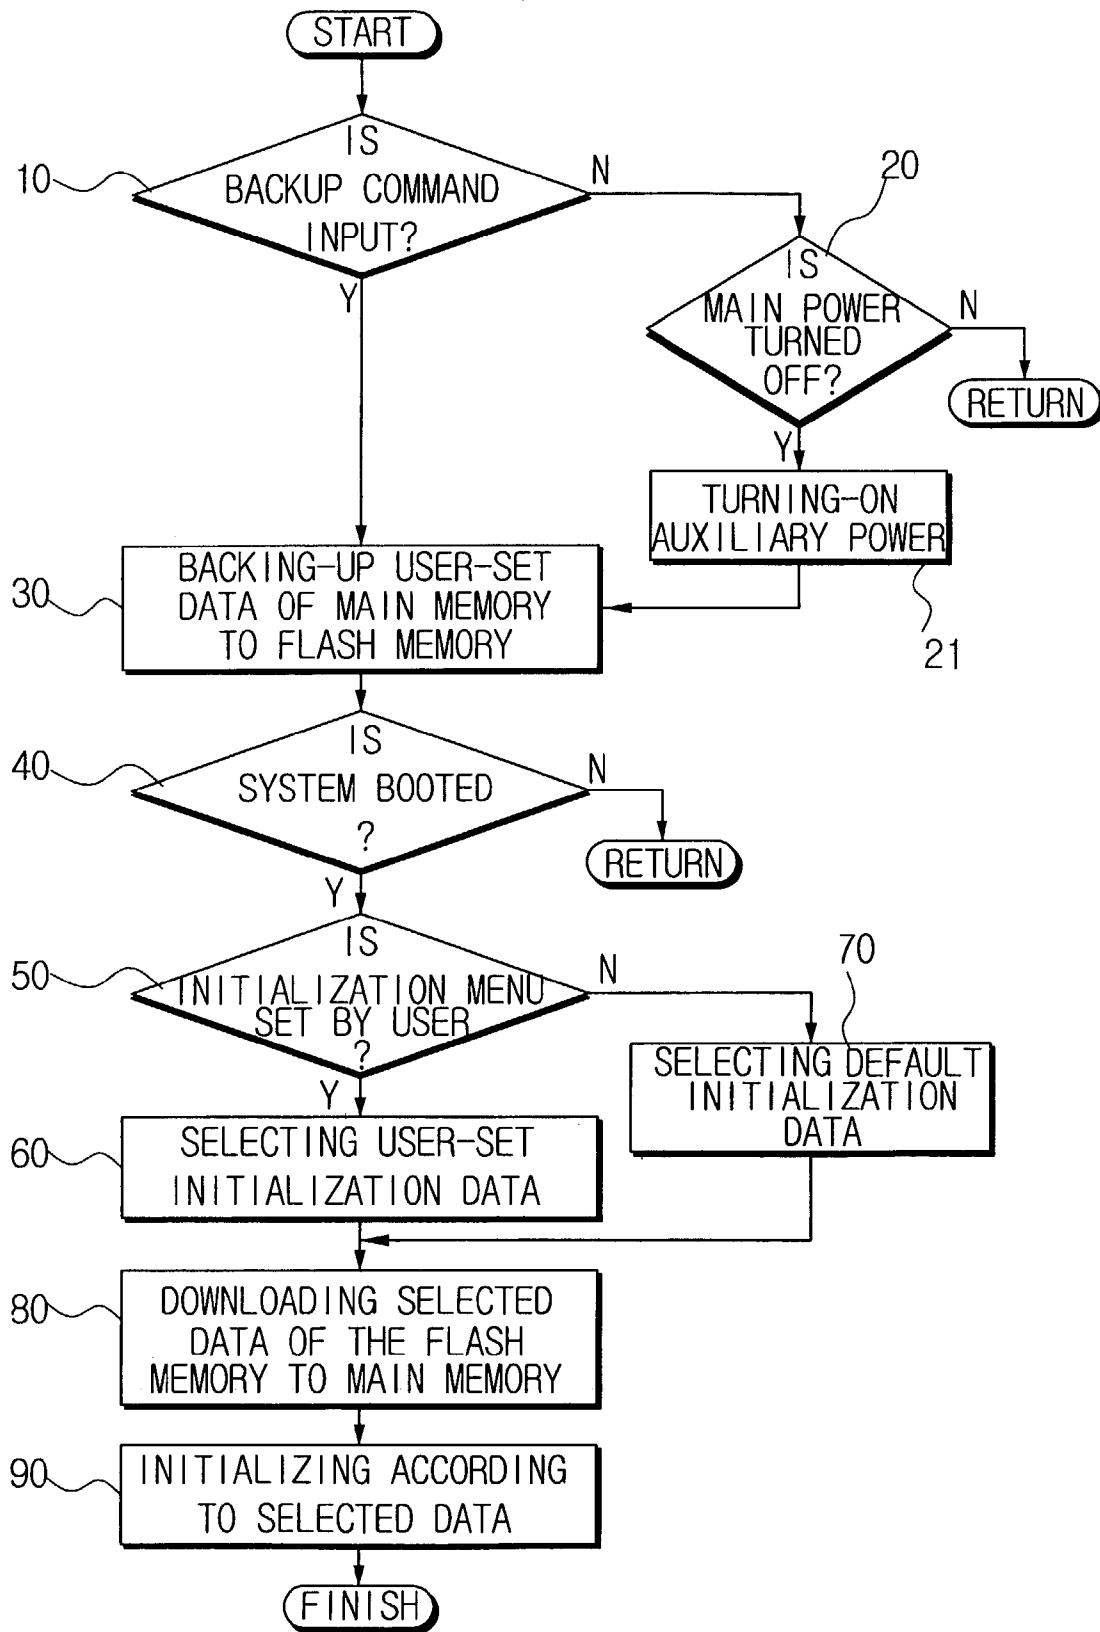 START
IS
BACKUP COMMAND
INPUT?
10
N
Y
20
IS
MAIN POWER
TURNED
OFF?
N
RETURN
Y
TURNING-ON
AUXILIARY POWER
21
30
BACKING-UP USER-SET
DATA OF MAIN MEMORY
TO FLASH MEMORY
40
IS
SYSTEM BOOTED
?
N
RETURN
Y
50
IS
INITIALIZATION MENU
SET BY USER
?
N
70
SELECTING DEFAULT
INITIALIZATION
DATA
Y
60
SELECTING USER-SET
INITIALIZATION DATA
80
DOWNLOADING SELECTED
DATA OF THE FLASH
MEMORY TO MAIN MEMORY
90
INITIALIZING ACCORDING
TO SELECTED DATA
FINISH